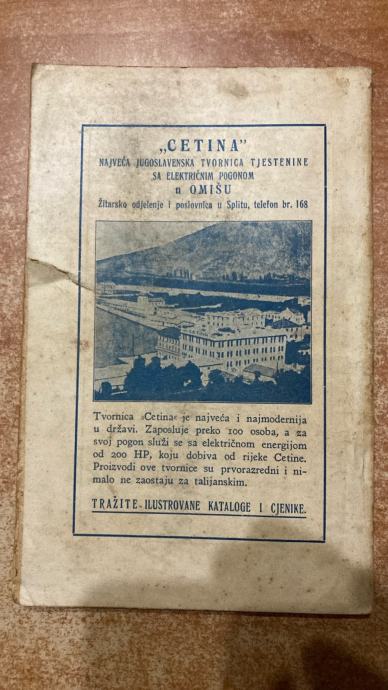 „CETINA"
NAJVEĆA JUGOSLAVENSKA TVORNICA TJESTENINE
SA ELEKTRIČNIM POGONOM
u OMIŠU
Žitarsko odjelenje i poslovnica u Splitu, telefon br. 168
Tvornica »Cetina« je najveća i najmodernija
u državi. Zaposluje preko 100 osoba, a za
svoj pogon služi se sa električnom energijom
od 200 HP, koju dobiva od rijeke Cetine.
Proizvodi ove tvornice su prvorazredni i ni-
malo ne zaostaju za talijanskim.
TRAŽITE ILUSTROVANE KATALOGE I CJENIKE.